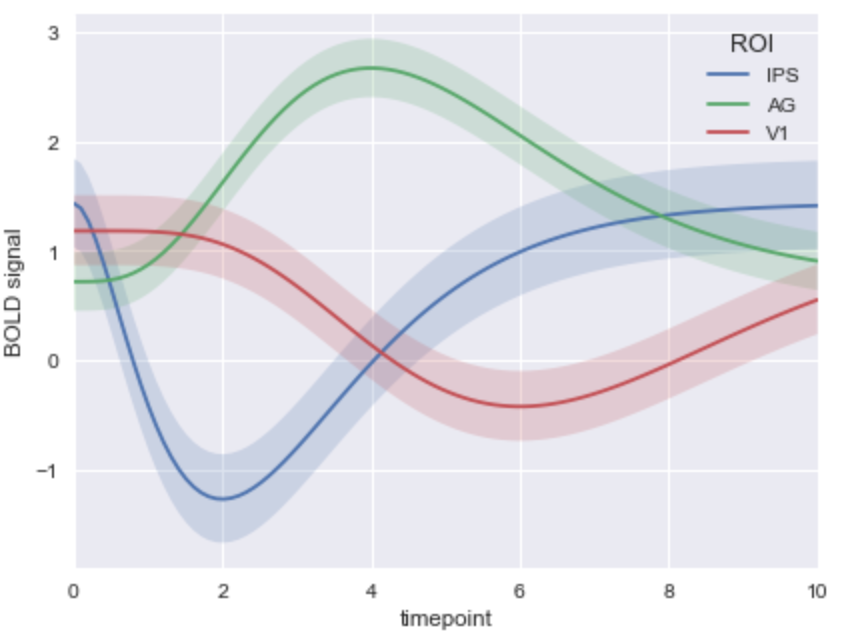 3
2
1
0
−1
BOLD signal
ROI
IPS
AG
V1
0 2 4 6 8 10
timepoint